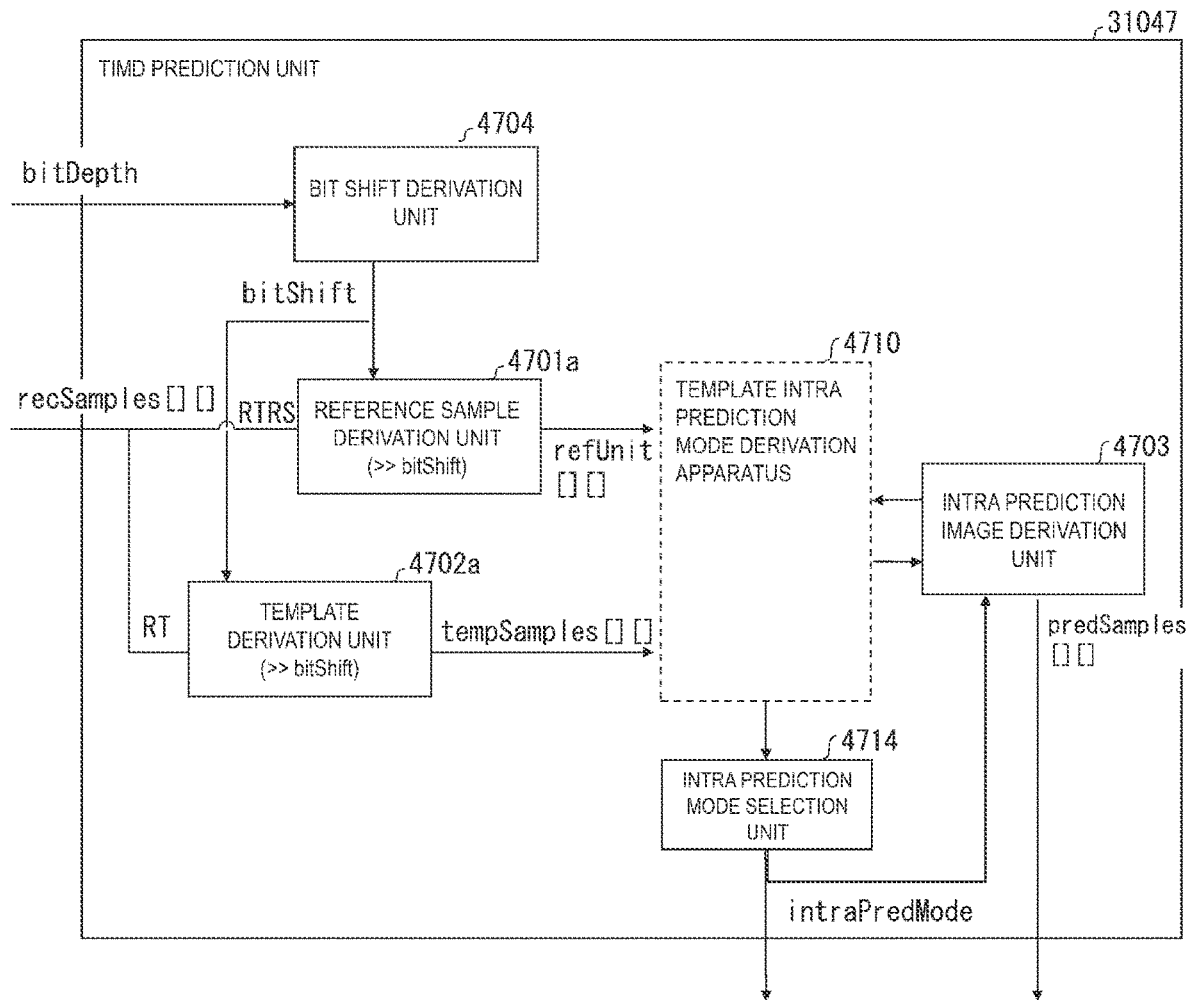 31047
TIMD PREDICTION UNIT
4704
bitDepth
BIT SHIFT DERIVATION
UNIT
bitShift
4701a
4710
recSamples[][]
RTRS
REFERENCE SAMPLE
DERIVATION UNIT
(>> bitShift)
refUnit
[][]
TEMPLATE INTRA
PREDICTION
MODE DERIVATION
APPARATUS
4703
INTRA PREDICTION
IMAGE DERIVATION
UNIT
4702a
RT
TEMPLATE
DERIVATION UNIT
(>> bitShift)
tempSamples[][]
predSamples
[][]
4714
INTRA PREDICTION
MODE SELECTION
UNIT
intraPredMode